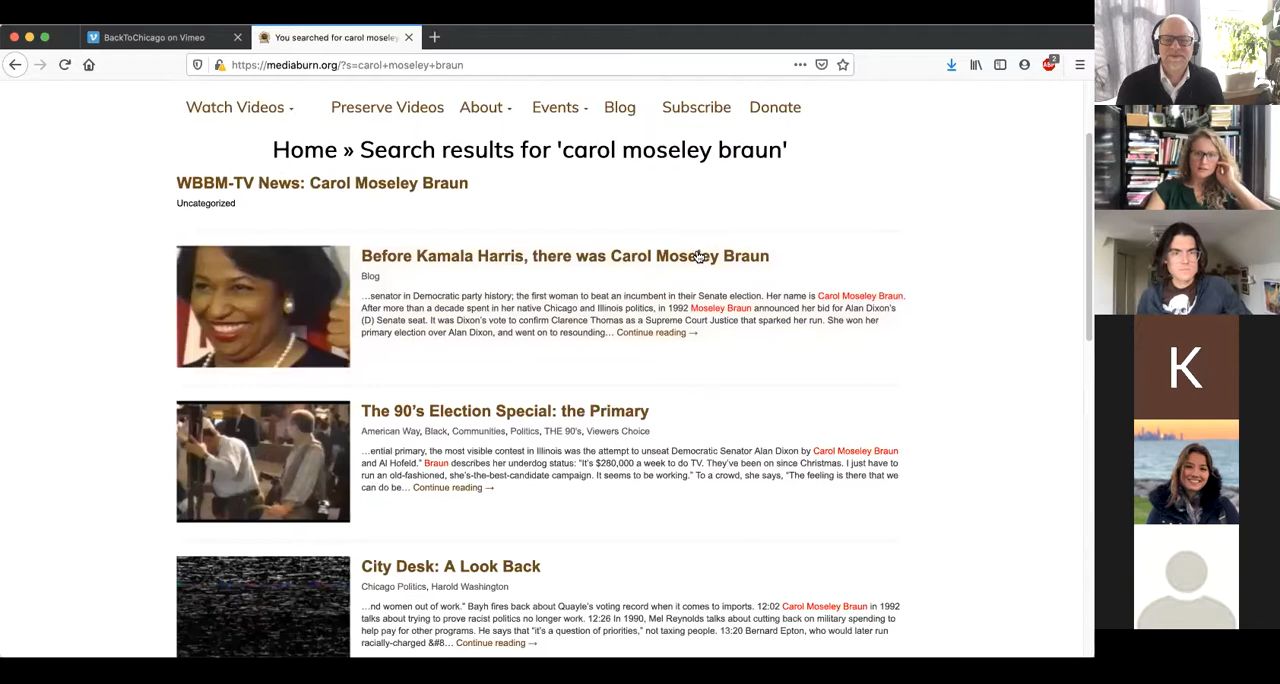 BackToChicago on Vimeo
You searched for carol moseley
https://mediaburn.org/?s=carol+moseley+braun
ABP
2
Watch Videos
Preserve Videos
About
Events
Blog
Subscribe
Donate
Home » Search results for 'carol moseley braun'
WBBM-TV News: Carol Moseley Braun
Uncategorized
Before Kamala Harris, there was Carol Moseley Braun
Blog
…senator in Democratic party history; the first woman to beat an incumbent in their Senate election. Her name is Carol Moseley Braun.
After more than a decade spent in her native Chicago and Illinois politics, in 1992 Moseley Braun announced her bid for Alan Dixon's
(D) Senate seat. It was Dixon's vote to confirm Clarence Thomas as a Supreme Court Justice that sparked her run. She won her
primary election over Alan Dixon, and went on to resounding… Continue reading →
The 90's Election Special: the Primary
American Way, Black, Communities, Politics, THE 90's, Viewers Choice
…ential primary, the most visible contest in Illinois was the attempt to unseat Democratic Senator Alan Dixon by Carol Moseley Braun
and Al Hofeld." Braun describes her underdog status: "It's $280,000 a week to do TV. They've been on since Christmas. I just have to
run an old-fashioned, she's-the-best-candidate campaign. It seems to be working." To a crowd, she says, "The feeling is there that we
can do be… Continue reading →
City Desk: A Look Back
Chicago Politics, Harold Washington
…nd women out of work." Bayh fires back about Quayle's voting record when it comes to imports. 12:02 Carol Moseley Braun in 1992
talks about trying to prove racist politics no longer work. 12:26 In 1990, Mel Reynolds talks about cutting back on military spending to
help pay for other programs. He says that "it's a question of priorities," not taxing people. 13:20 Bernard Epton, who would later run
racially-charged &#8… Continue reading →
K